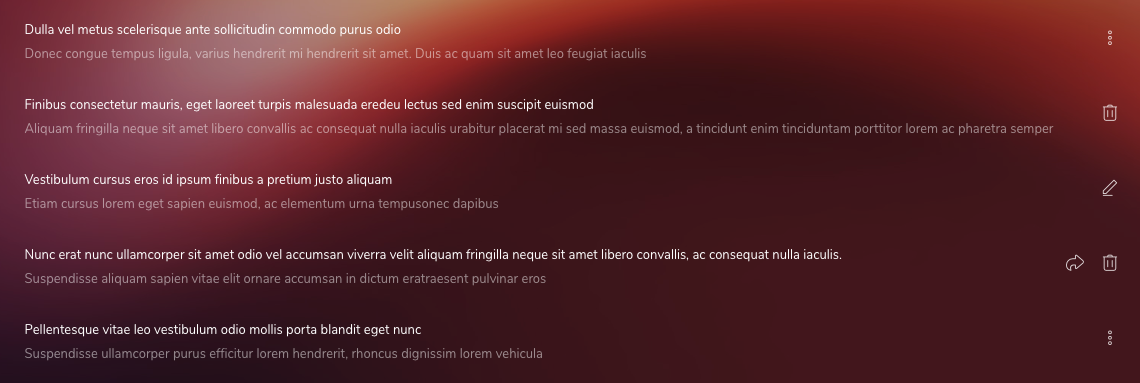 Dulla vel metus scelerisque ante sollicitudin commodo purus odio
Donec congue tempus ligula, varius hendrerit mi hendrerit sit amet. Duis ac quam sit amet leo feugiat iaculis
Finibus consectetur mauris, eget laoreet turpis malesuada eredeu lectus sed enim suscipit euismod
Aliquam fringilla neque sit amet libero convallis ac consequat nulla iaculis urabitur placerat mi sed massa euismod, a tincidunt enim tinciduntam porttitor lorem ac pharetra semper
Vestibulum cursus eros id ipsum finibus a pretium justo aliquam
Etiam cursus lorem eget sapien euismod, ac elementum urna tempusonec dapibus
Nunc erat nunc ullamcorper sit amet odio vel accumsan viverra velit aliquam fringilla neque sit amet libero convallis, ac consequat nulla iaculis.
Suspendisse aliquam sapien vitae elit ornare accumsan in dictum eratraesent pulvinar eros
Pellentesque vitae leo vestibulum odio mollis porta blandit eget nunc
Suspendisse ullamcorper purus efficitur lorem hendrerit, rhoncus dignissim lorem vehicula